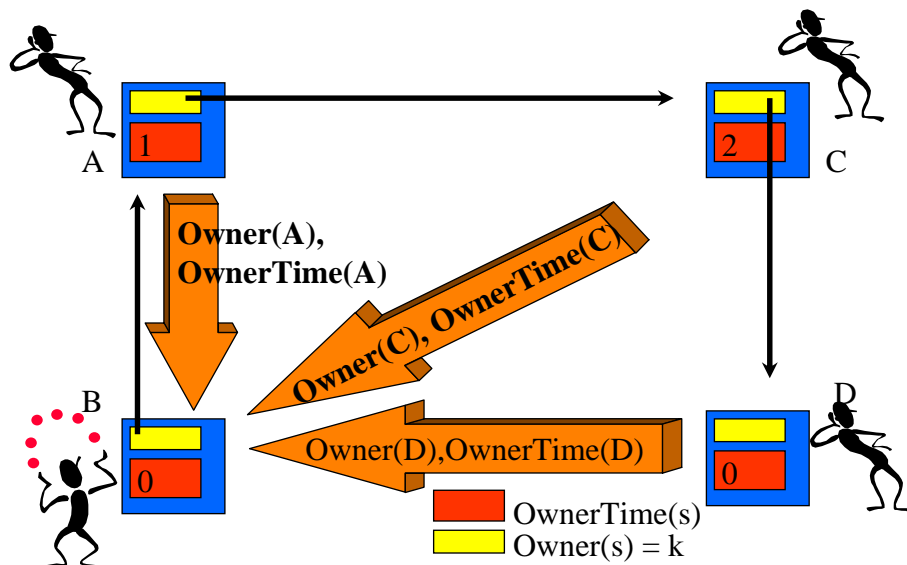 1
2
A
C
Owner(A),
OwnerTime(A)
Owner(C), OwnerTime(C)
B
D
0
Owner(D),OwnerTime(D)
0
OwnerTime(s)
Owner(s) = k